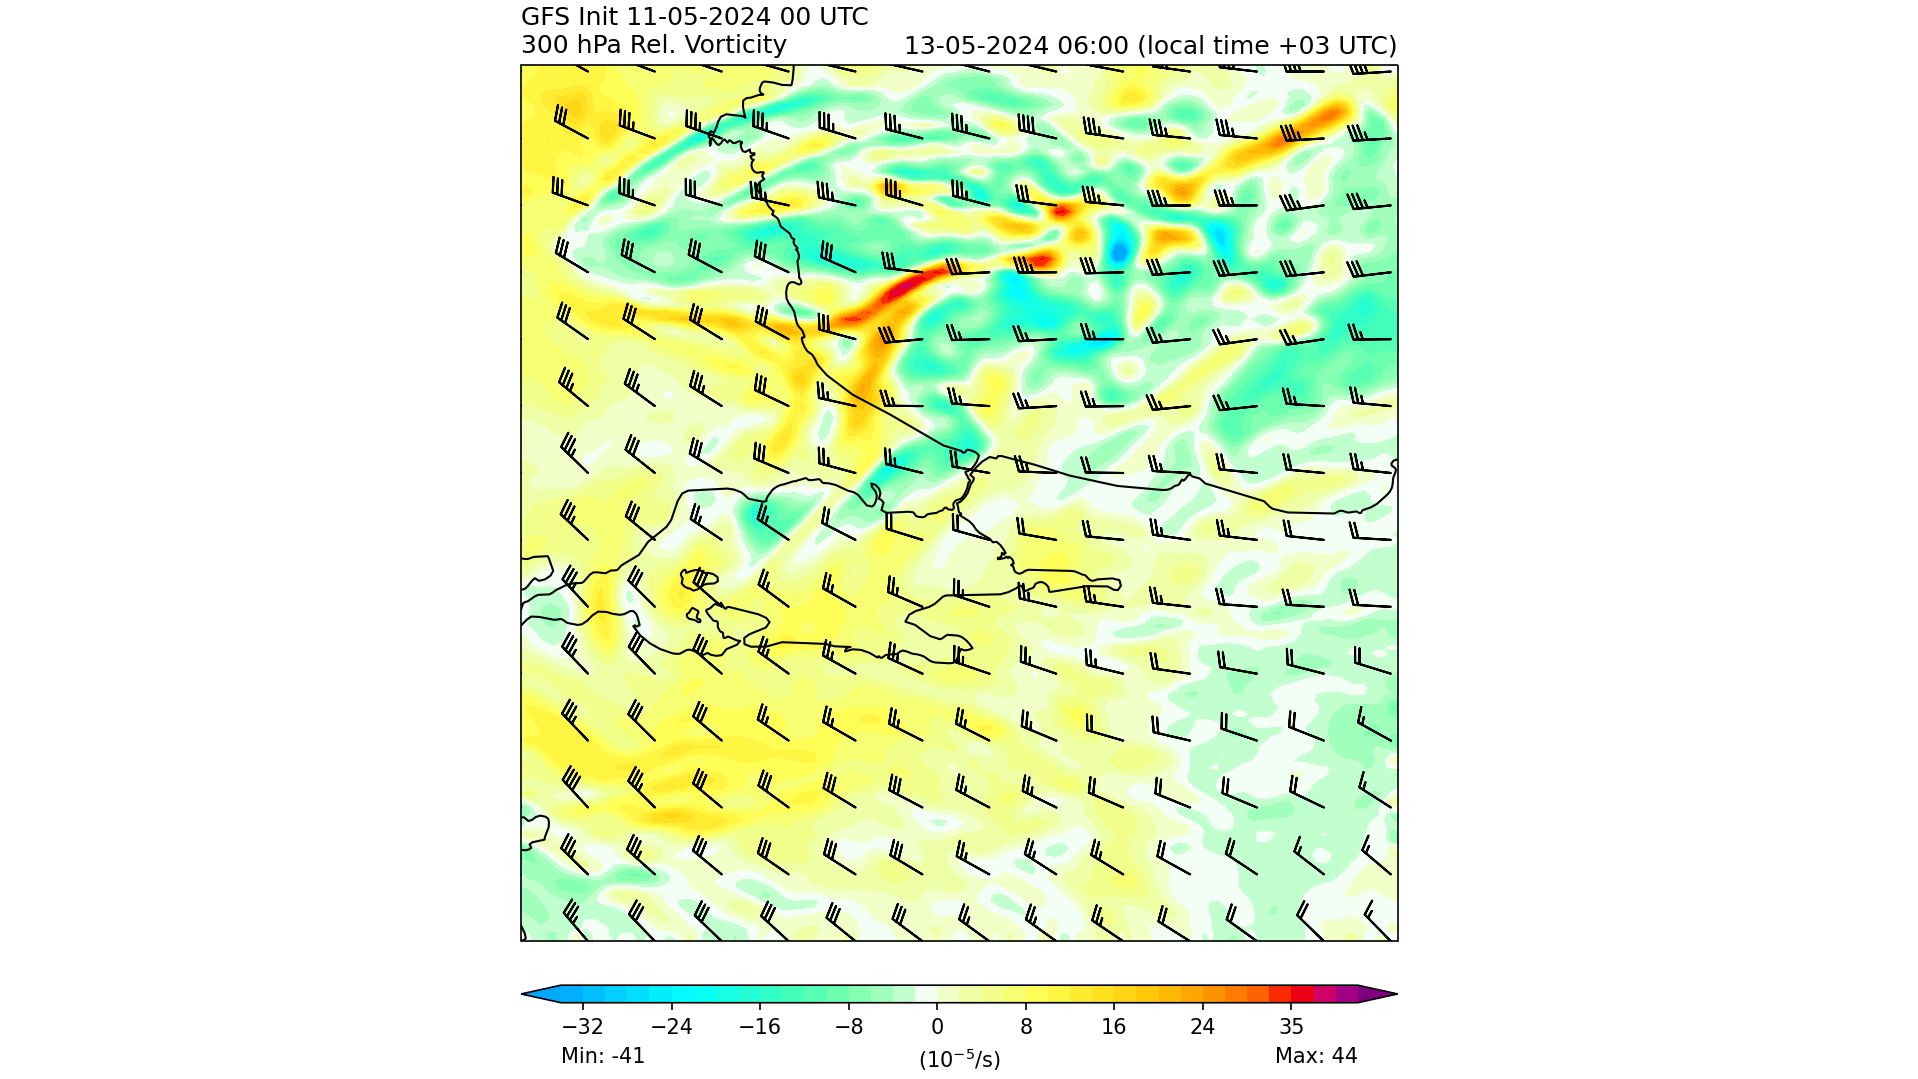 GFS Init 11-05-2024 00 UTC
300 hPa Rel. Vorticity
13-05-2024 06:00 (local time +03 UTC)
−32 −24 −16 −8 0 8 16 24 35
Min: -41
(10⁻⁵/s)
Max: 44